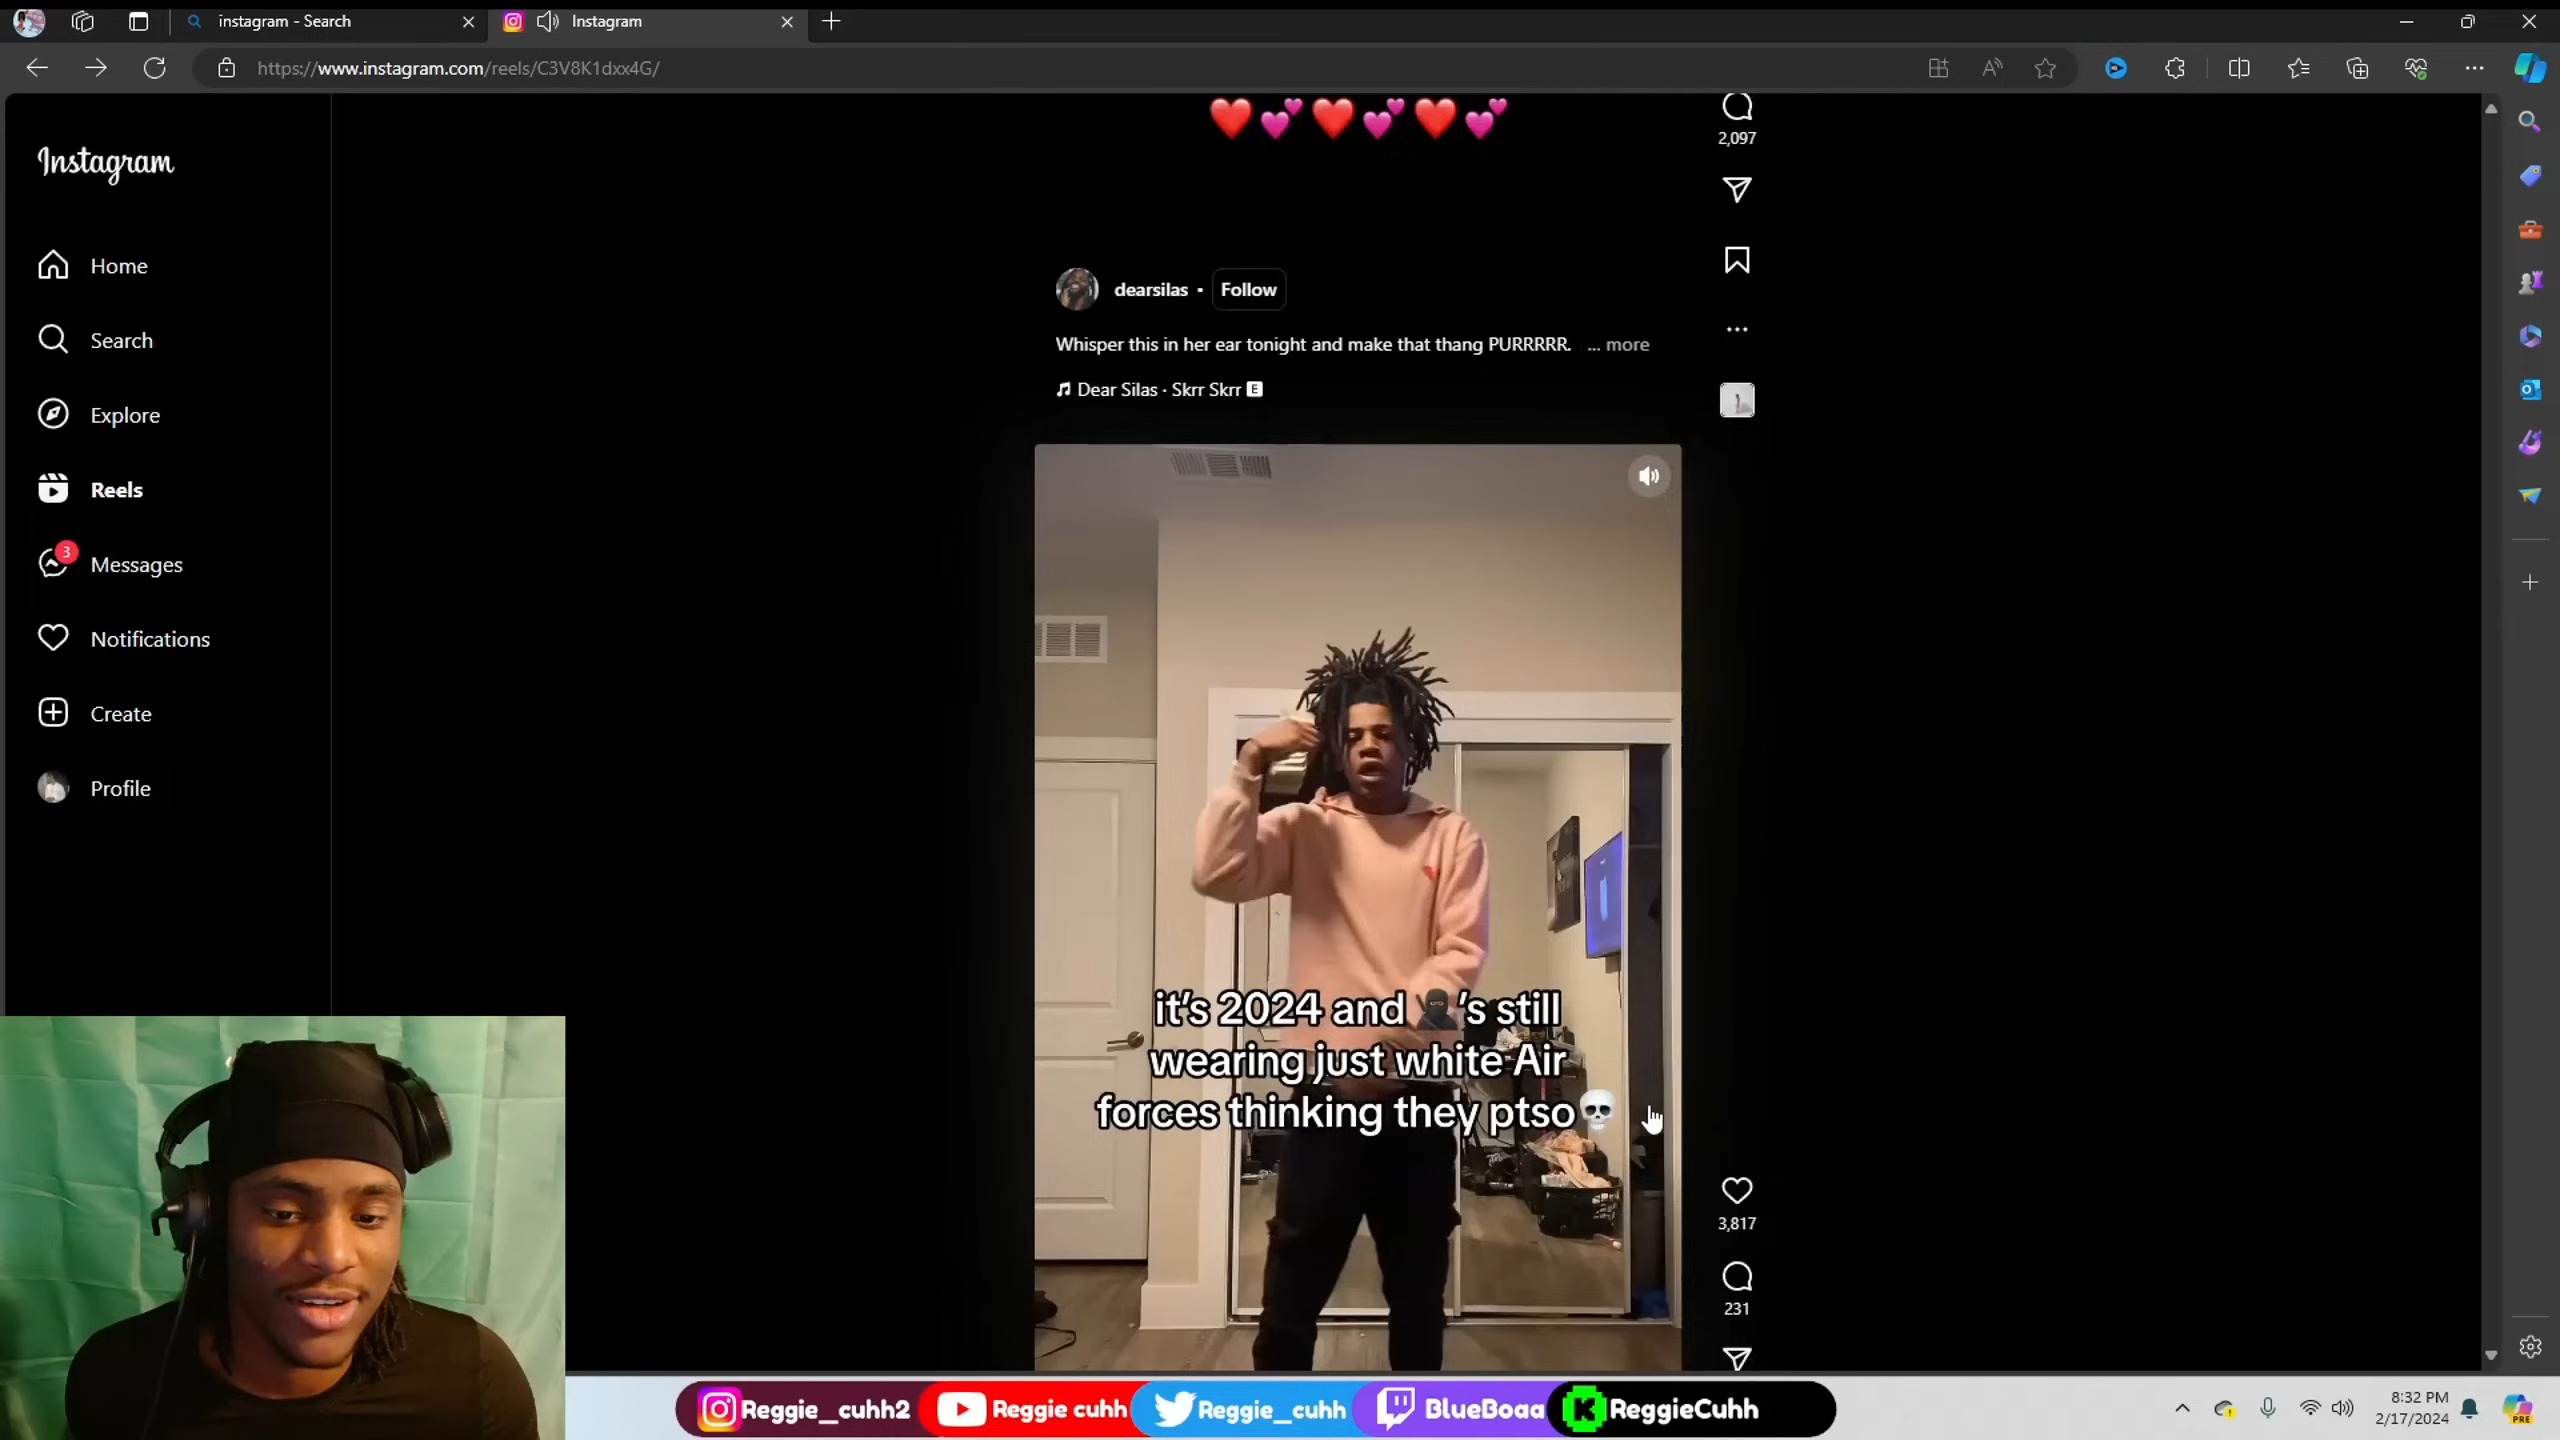 instagram - Search
Instagram
https://www.instagram.com/reels/C3V8K1dxx4G/
Instagram
Home
Search
Explore
Reels
3
Messages
Notifications
Create
Profile
2,097
dearsilas • Follow
Whisper this in her ear tonight and make that thang PURRRRR. ... more
Dear Silas · Skrr Skrr E
it's 2024 and 🥷's still
wearing just white Air
forces thinking they ptso💀
3,817
231
Reggie_cuhh2
Reggie cuhh
Reggie_cuhh
BlueBoaa
K ReggieCuhh
8:32 PM
2/17/2024
PRE